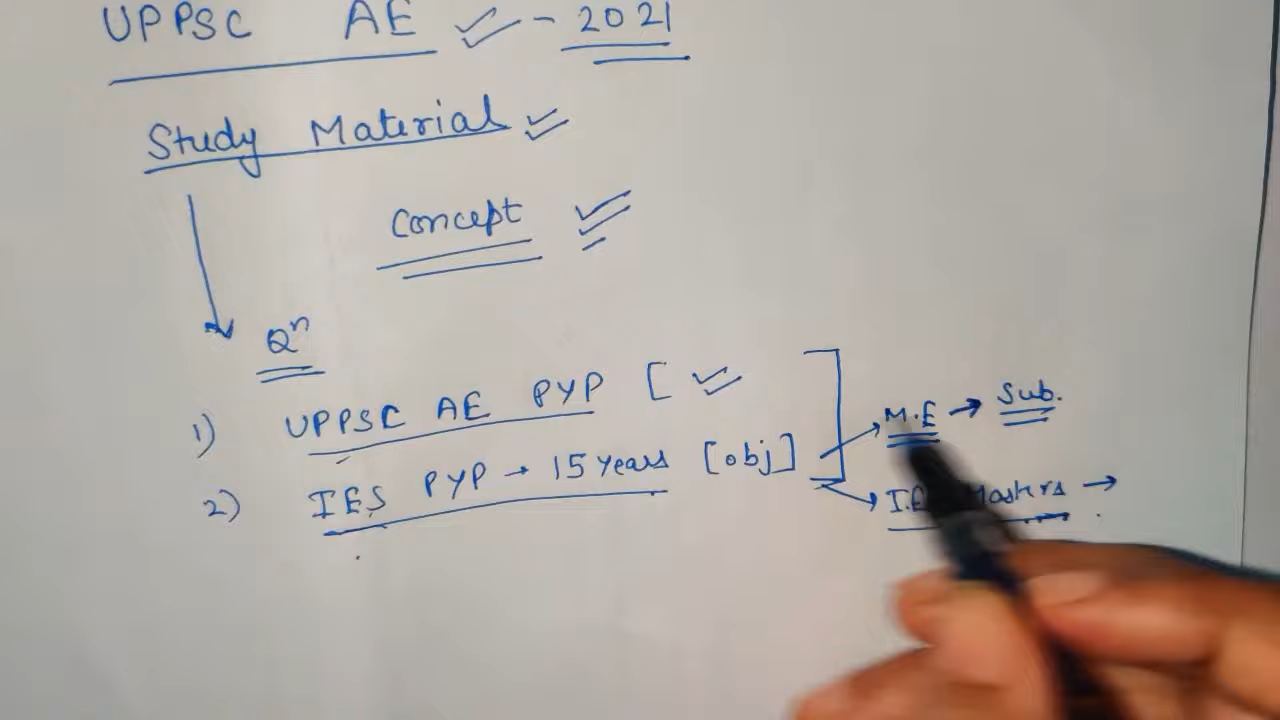 UPPSC AE - 2021
Study Material
Concept
Qⁿ
1) UPPSC AE PYP [
2) IES PYP → 15 Years [obj]
M.E → Sub.
I.E →